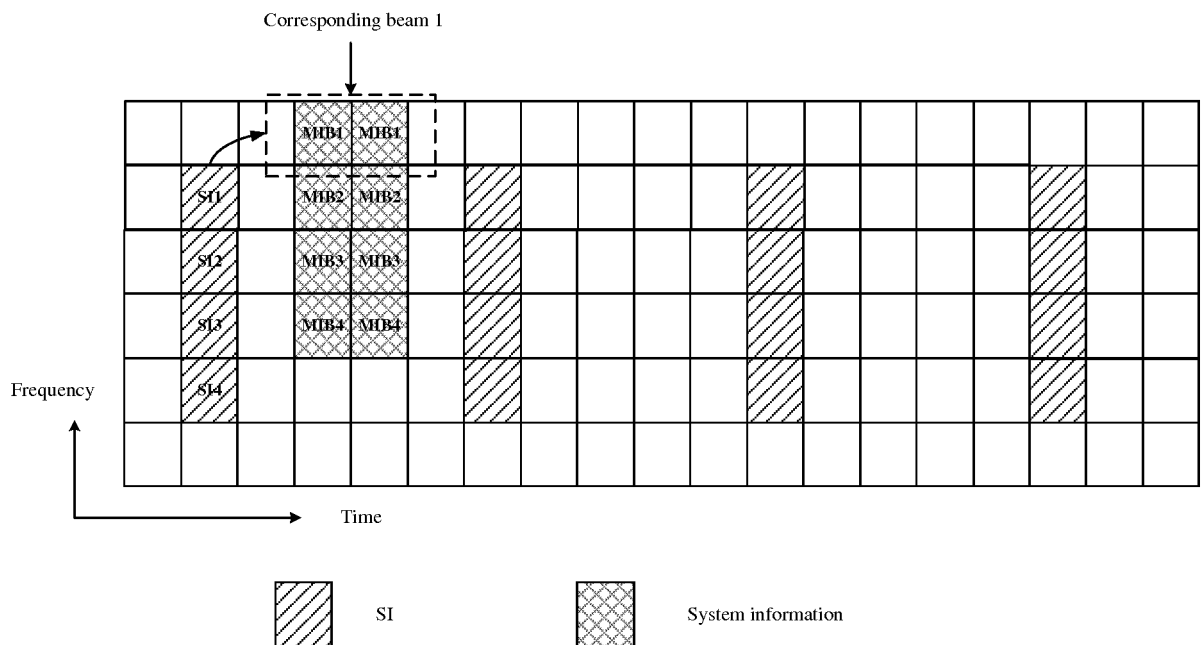 Corresponding beam 1
MIB1 MIB1
SI1 MIB2 MIB2
SI2 MIB3 MIB3
SI3 MIB4 MIB4
SI4
Frequency
Time
SI
System information